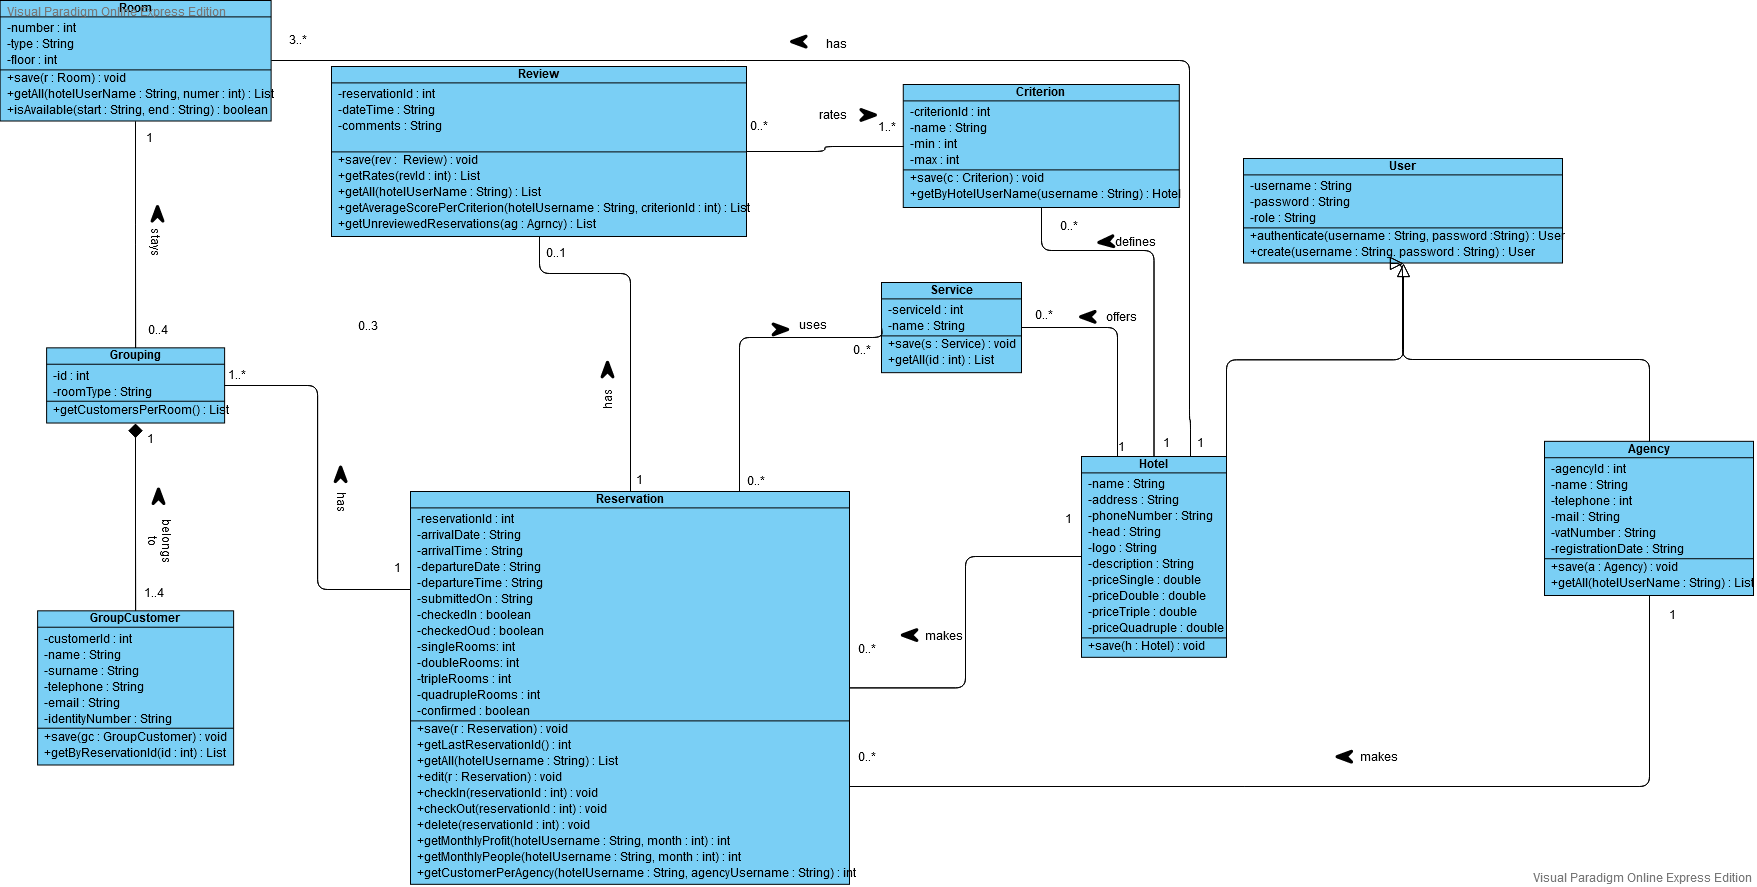 Visual Paradigm Online Express Edition
Room
-number : int
-type : String
-floor : int
+save(r : Room) : void
+getAll(hotelUserName : String, numer : int) : List
+isAvailable(start : String, end : String) : boolean
3..*
has
1
stays
0..4
Review
-reservationId : int
-dateTime : String
-comments : String
+save(rev : Review) : void
+getRates(revId : int) : List
+getAll(hotelUserName : String) : List
+getAverageScorePerCriterion(hotelUsername : String, criterionId : int) : List
+getUnreviewedReservations(ag : Agrncy) : List
0..*
rates
1..*
0..1
Criterion
-criterionId : int
-name : String
-min : int
-max : int
+save(c : Criterion) : void
+getByHotelUserName(username : String) : Hotel
0..*
defines
User
-username : String
-password : String
-role : String
+authenticate(username : String, password :String) : User
+create(username : String, password : String) : User
Service
-serviceId : int
-name : String
+save(s : Service) : void
+getAll(id : int) : List
0..*
offers
uses
0..*
0..3
Grouping
-id : int
-roomType : String
+getCustomersPerRoom() : List
1..*
1
has
has
belongs
to
1..4
1
1
0..*
GroupCustomer
-customerId : int
-name : String
-surname : String
-telephone : String
-email : String
-identityNumber : String
+save(gc : GroupCustomer) : void
+getByReservationId(id : int) : List
Reservation
-reservationId : int
-arrivalDate : String
-arrivalTime : String
-departureDate : String
-departureTime : String
-submittedOn : String
-checkedIn : boolean
-checkedOud : boolean
-singleRooms: int
-doubleRooms: int
-tripleRooms : int
-quadrupleRooms : int
-confirmed : boolean
+save(r : Reservation) : void
+getLastReservationId() : int
+getAll(hotelUsername : String) : List
+edit(r : Reservation) : void
+checkIn(reservationId : int) : void
+checkOut(reservationId : int) : void
+delete(reservationId : int) : void
+getMonthlyProfit(hotelUsername : String, month : int) : int
+getMonthlyPeople(hotelUsername : String, month : int) : int
+getCustomerPerAgency(hotelUsername : String, agencyUsername : String) : int
1
1
1
Hotel
-name : String
-address : String
-phoneNumber : String
-head : String
-logo : String
-description : String
-priceSingle : double
-priceDouble : double
-priceTriple : double
-priceQuadruple : double
+save(h : Hotel) : void
1
makes
0..*
Agency
-agencyId : int
-name : String
-telephone : int
-mail : String
-vatNumber : String
-registrationDate : String
+save(a : Agency) : void
+getAll(hotelUserName : String) : List
1
0..*
makes
Visual Paradigm Online Express Edition